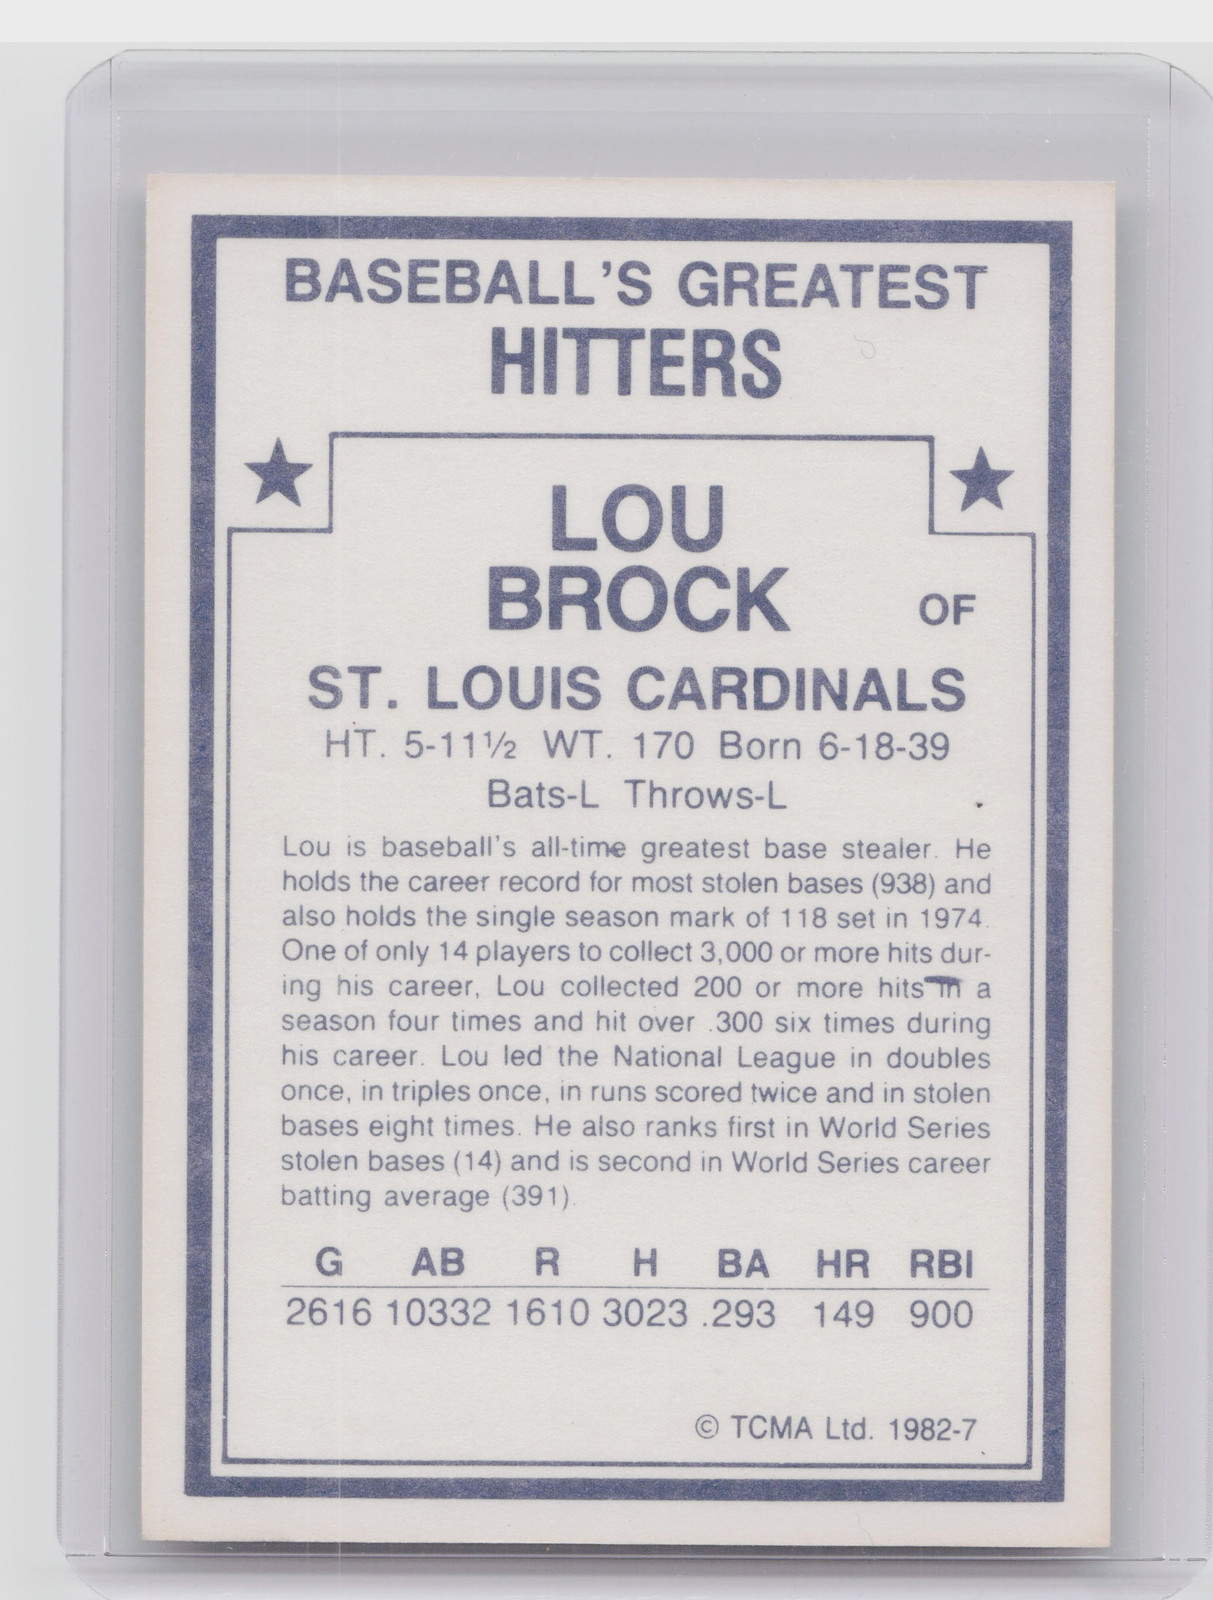 BASEBALL'S GREATEST
HITTERS
LOU
BROCK
OF
ST. LOUIS CARDINALS
HT. 5-11½ WT. 170 Born 6-18-39
Bats-L Throws-L
Lou is baseball's all-time greatest base stealer. He
holds the career record for most stolen bases (938) and
also holds the single season mark of 118 set in 1974.
One of only 14 players to collect 3,000 or more hits dur-
ing his career, Lou collected 200 or more hits in a
season four times and hit over .300 six times during
his career. Lou led the National League in doubles
once, in triples once, in runs scored twice and in stolen
bases eight times. He also ranks first in World Series
stolen bases (14) and is second in World Series career
batting average (391).
G AB R H BA HR RBI
2616 10332 1610 3023 .293 149 900
© TCMA Ltd. 1982-7